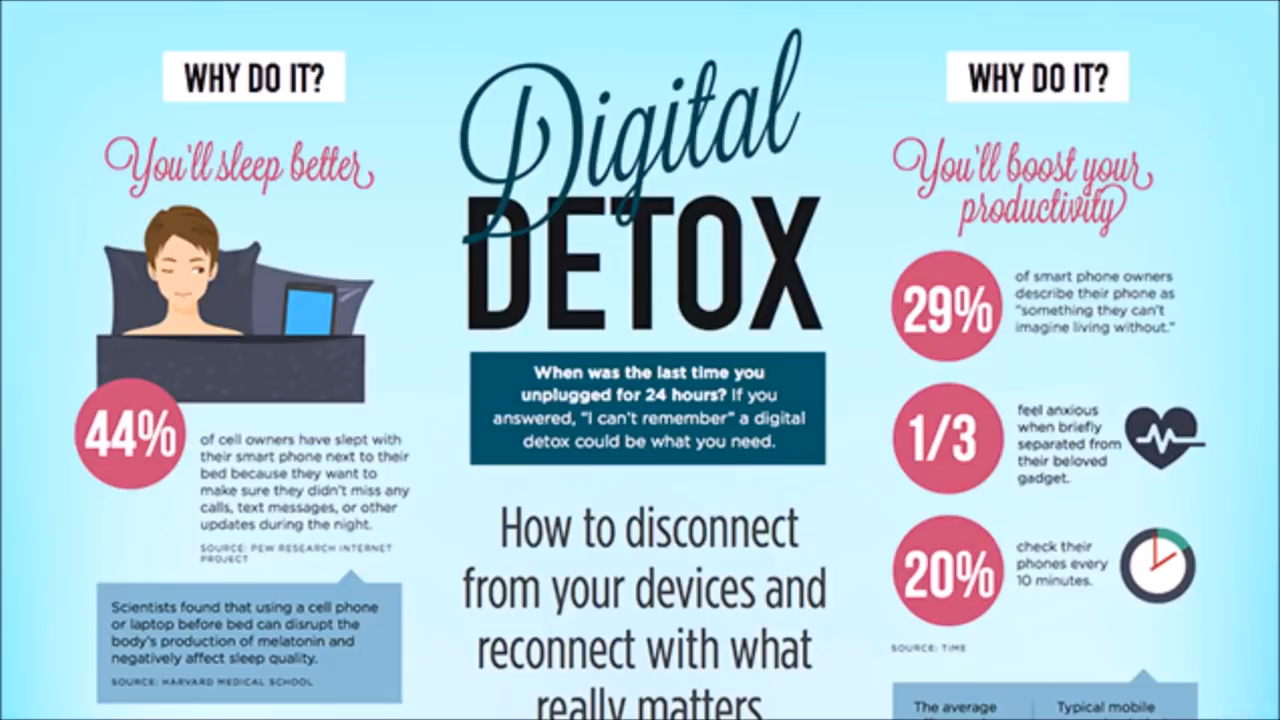 WHY DO IT?
You'll sleep better
44%
of cell owners have slept with
their smart phone next to their
bed because they want to
make sure they didn't miss any
calls, text messages, or other
updates during the night.
SOURCE: PEW RESEARCH INTERNET
PROJECT
Scientists found that using a cell phone
or laptop before bed can disrupt the
body's production of melatonin and
negatively affect sleep quality.
SOURCE: HARVARD MEDICAL SCHOOL
Digital
DETOX
When was the last time you
unplugged for 24 hours? If you
answered, "I can't remember" a digital
detox could be what you need.
How to disconnect
from your devices and
reconnect with what
really matters
WHY DO IT?
You'll boost your
productivity
29%
of smart phone owners
describe their phone as
"something they can't
imagine living without."
1/3
feel anxious
when briefly
separated from
their beloved
gadget.
20%
check their
phones every
10 minutes.
SOURCE: TIME
The average
Typical mobile